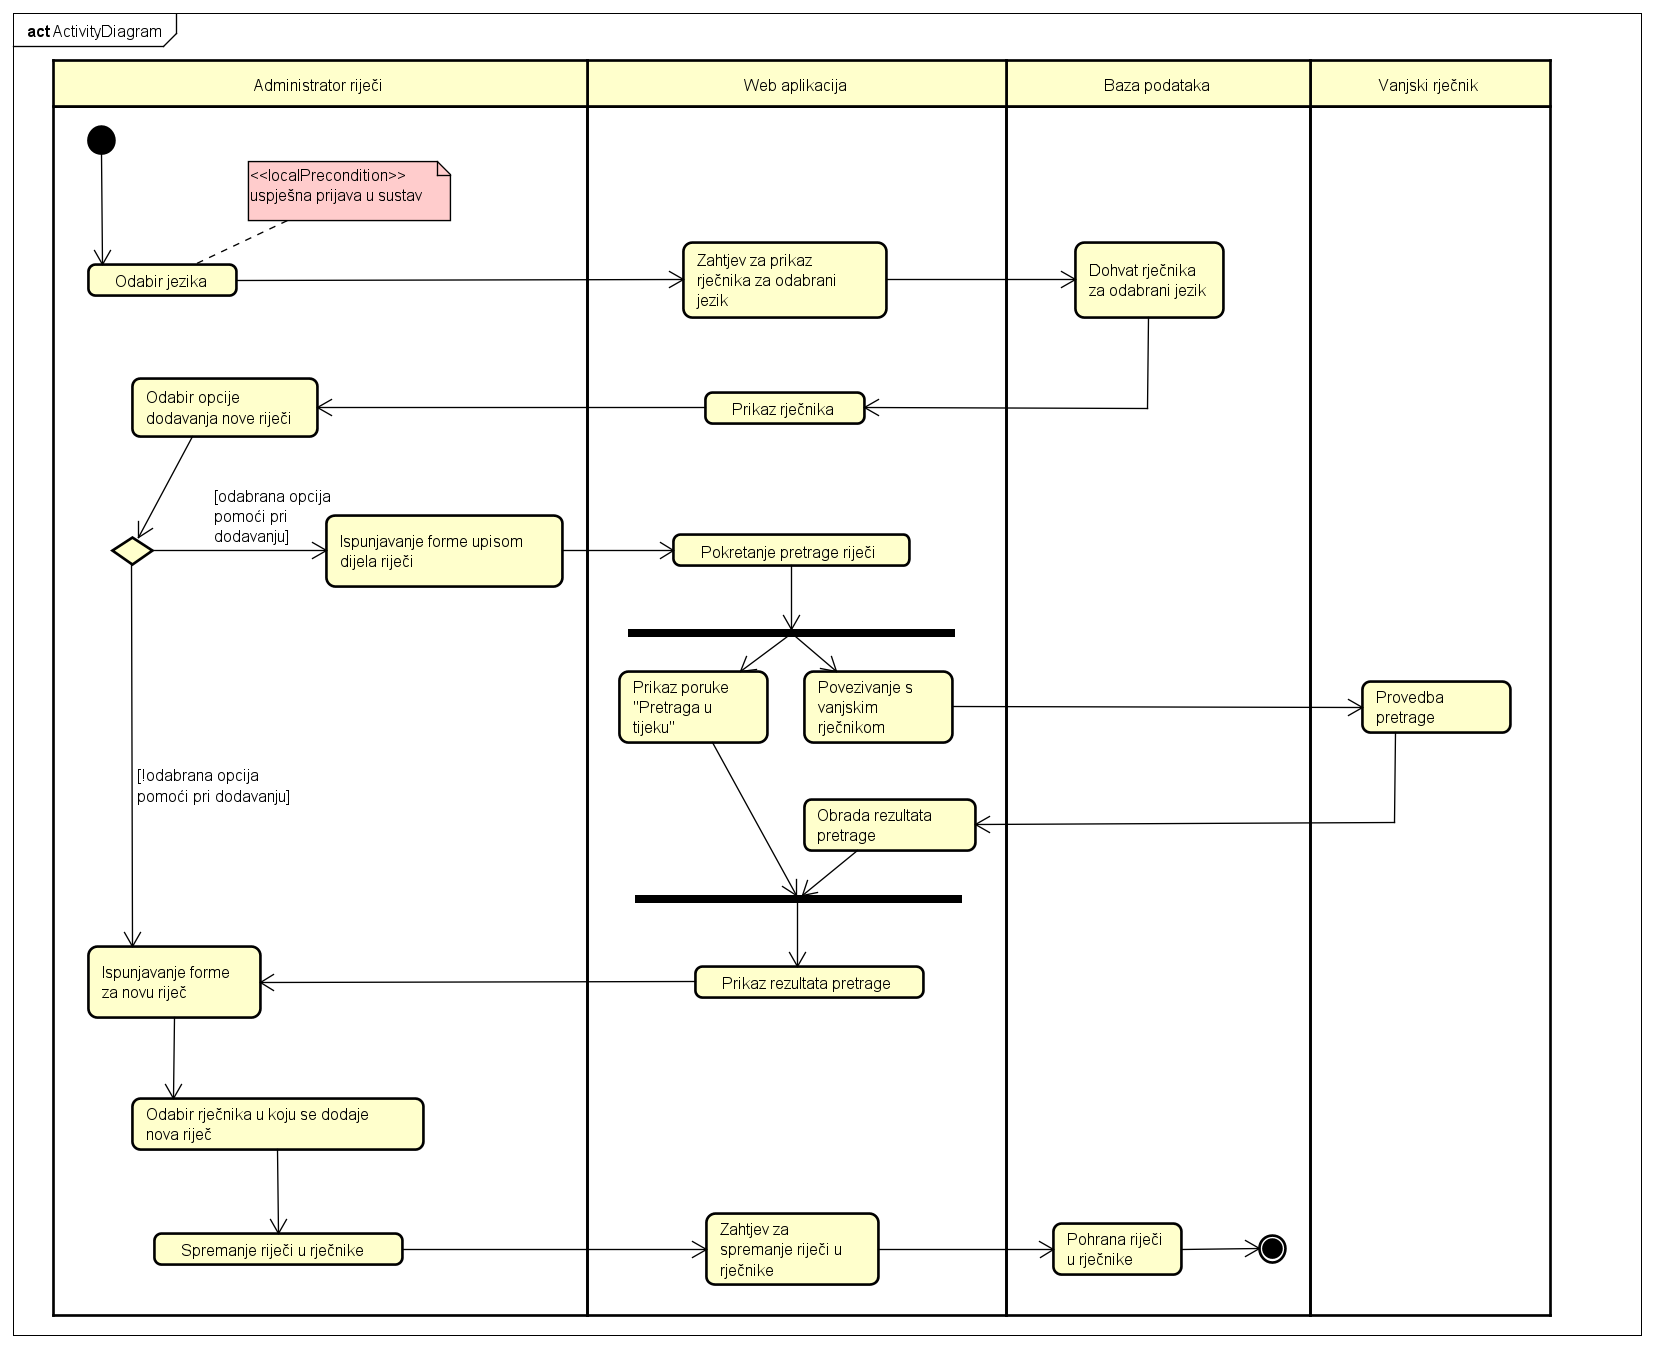 act ActivityDiagram
Administrator riječi
Web aplikacija
Baza podataka
Vanjski rječnik
<<localPrecondition>>
uspješna prijava u sustav
Odabir jezika
Zahtjev za prikaz
rječnika za odabrani
jezik
Dohvat rječnika
za odabrani jezik
Odabir opcije
dodavanja nove riječi
Prikaz rječnika
[odabrana opcija
pomoći pri
dodavanju]
Ispunjavanje forme upisom
dijela riječi
Pokretanje pretrage riječi
Prikaz poruke
"Pretraga u
tijeku"
Povezivanje s
vanjskim
rječnikom
Provedba
pretrage
[!odabrana opcija
pomoći pri dodavanju]
Obrada rezultata
pretrage
Ispunjavanje forme
za novu riječ
Prikaz rezultata pretrage
Odabir rječnika u koju se dodaje
nova riječ
Spremanje riječi u rječnike
Zahtjev za
spremanje riječi u
rječnike
Pohrana riječi
u rječnike